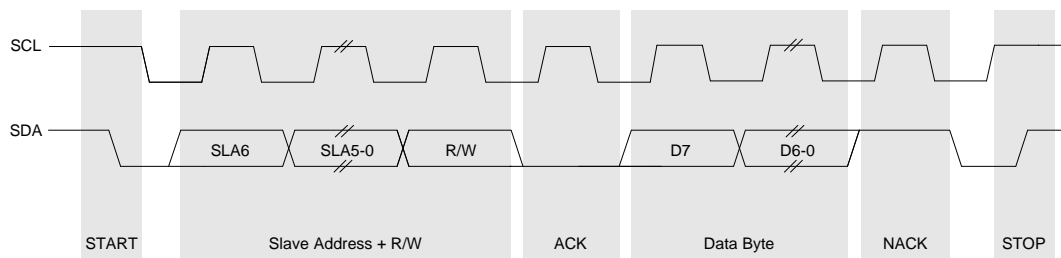 SCL
SDA
SLA6 SLA5-0 R/W D7 D6-0
START Slave Address + R/W ACK Data Byte NACK STOP